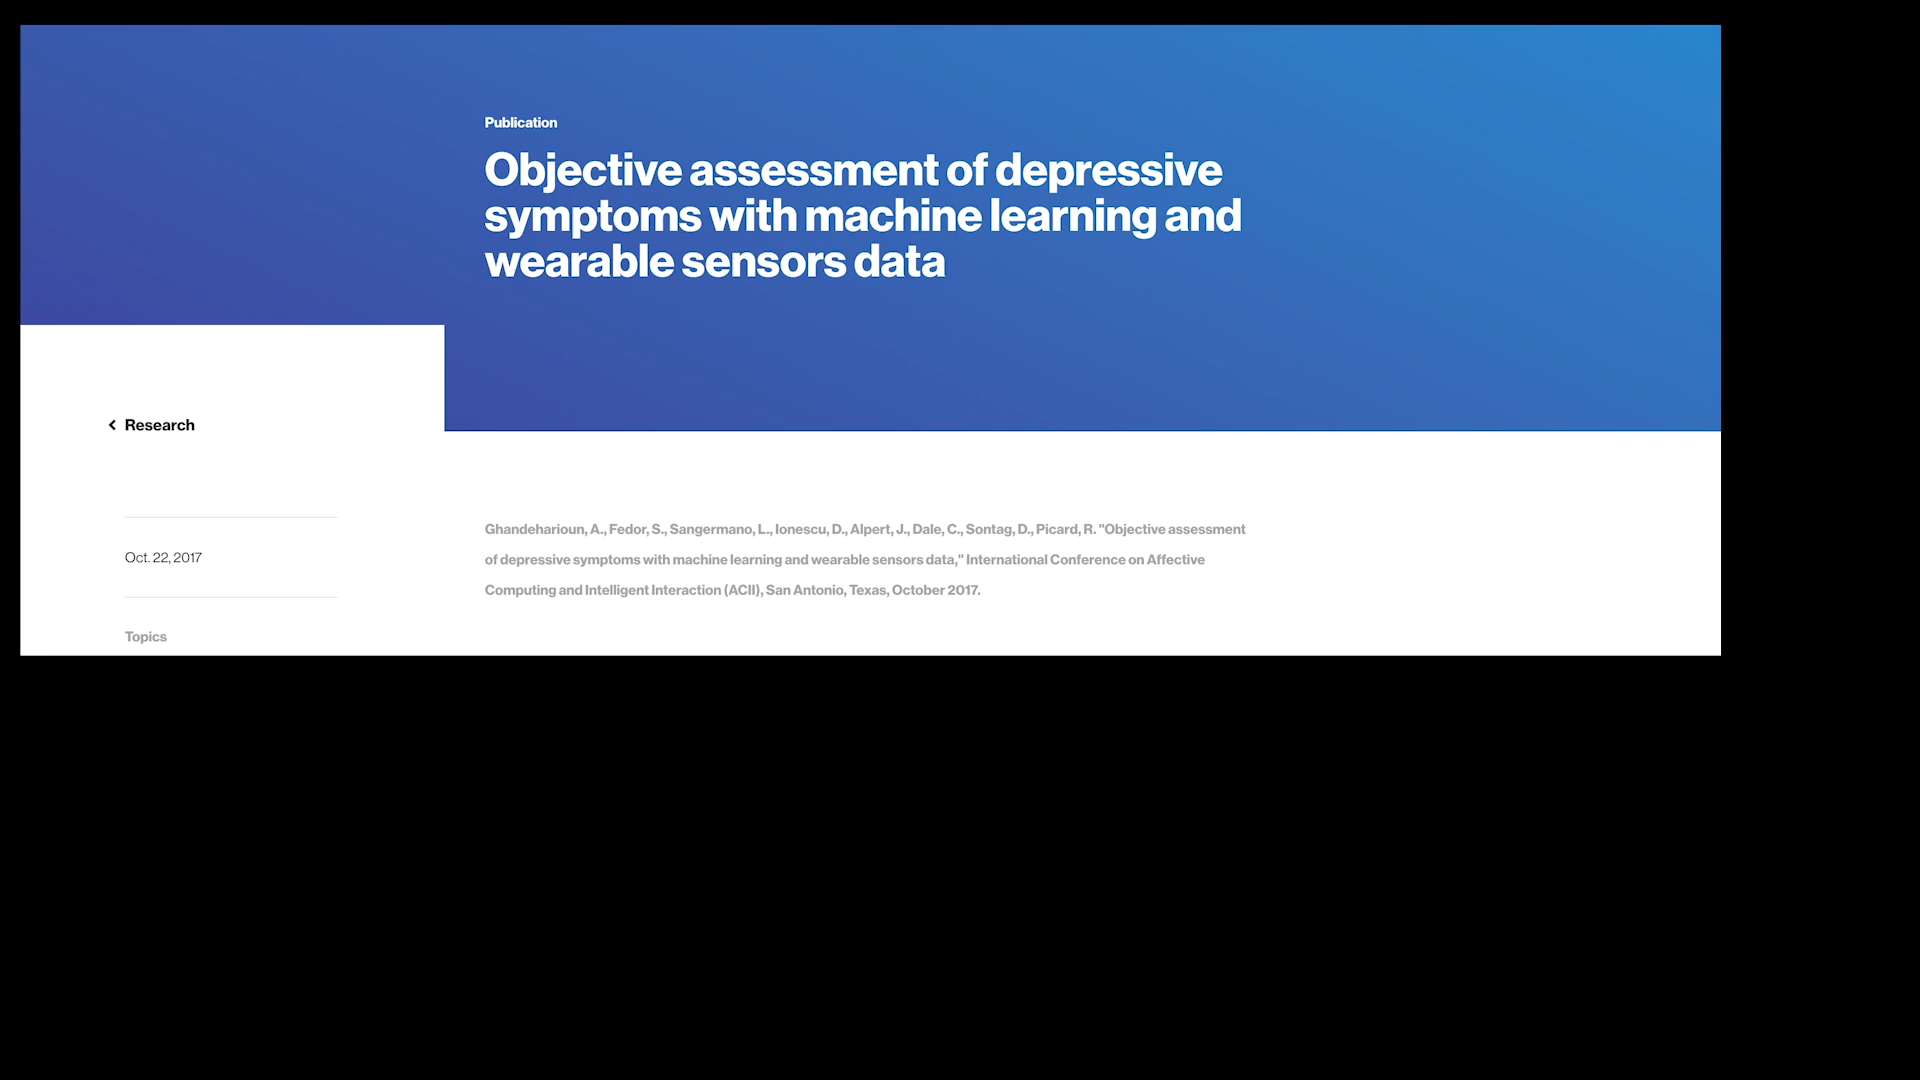 Publication
Objective assessment of depressive
symptoms with machine learning and
wearable sensors data
Research
Oct. 22, 2017
Topics
Ghandeharioun, A., Fedor, S., Sangermano, L., Ionescu, D., Alpert, J., Dale, C., Sontag, D., Picard, R. "Objective assessment
of depressive symptoms with machine learning and wearable sensors data," International Conference on Affective
Computing and Intelligent Interaction (ACII), San Antonio, Texas, October 2017.